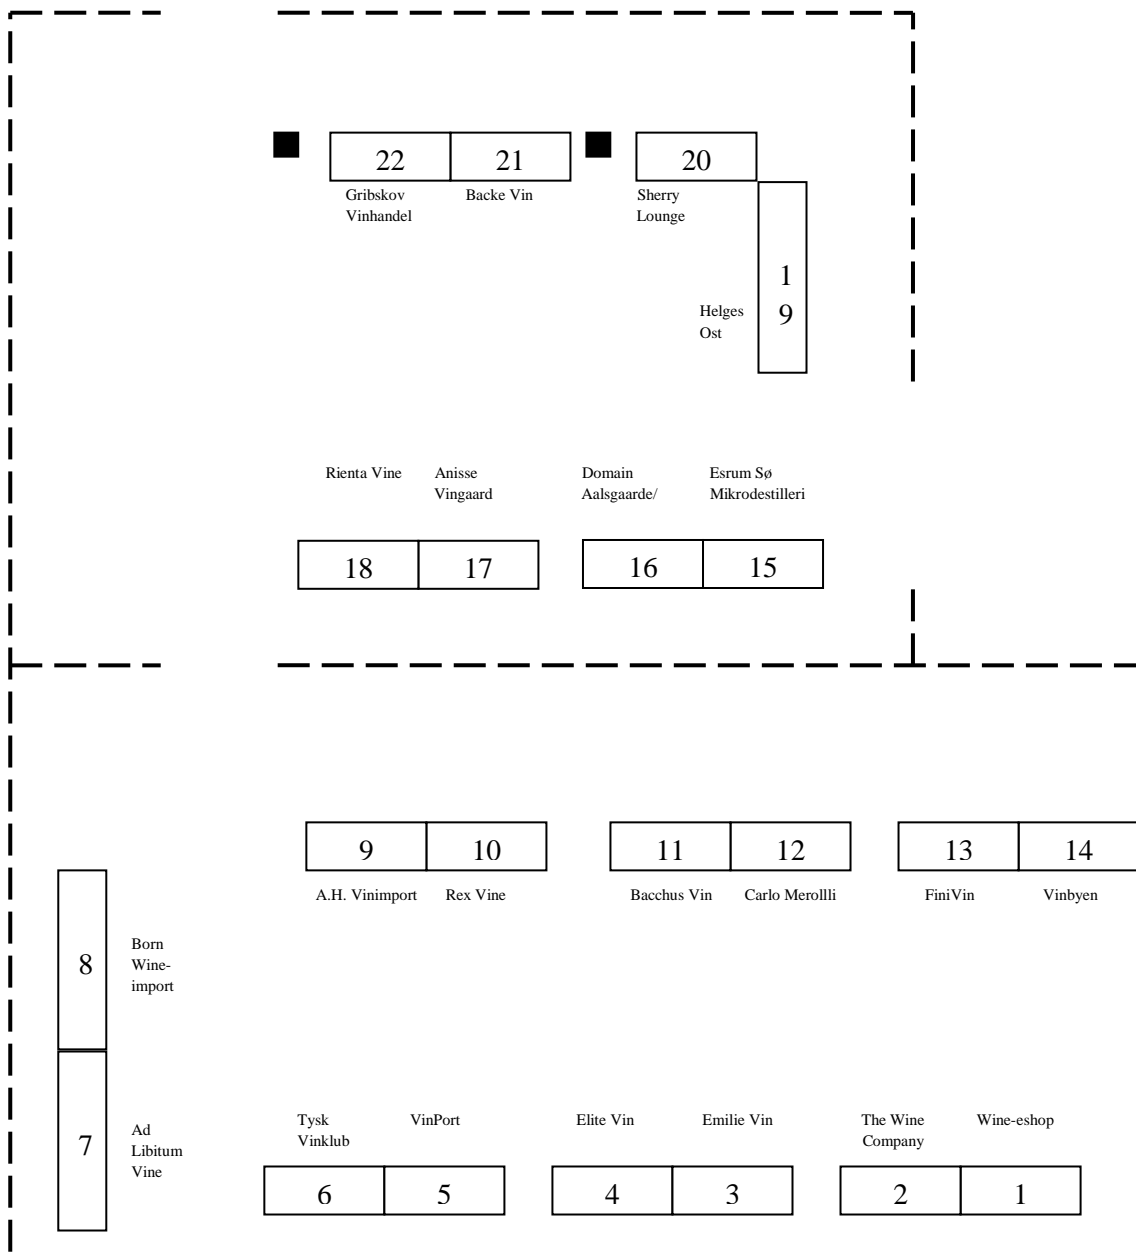 22 21 20
Gribskov
Vinhandel
Backe Vin
Sherry
Lounge
1
9
Helges
Ost
Rienta Vine
Anisse
Vingaard
Domain
Aalsgaarde/
Esrum Sø
Mikrodestilleri
18 17 16 15
9 10 11 12 13 14
A.H. Vinimport Rex Vine Bacchus Vin Carlo Merollli FiniVin Vinbyen
8
Born
Wine-
import
7
Ad
Libitum
Vine
Tysk
Vinklub
VinPort
Elite Vin
Emilie Vin
The Wine
Company
Wine-eshop
6 5 4 3 2 1